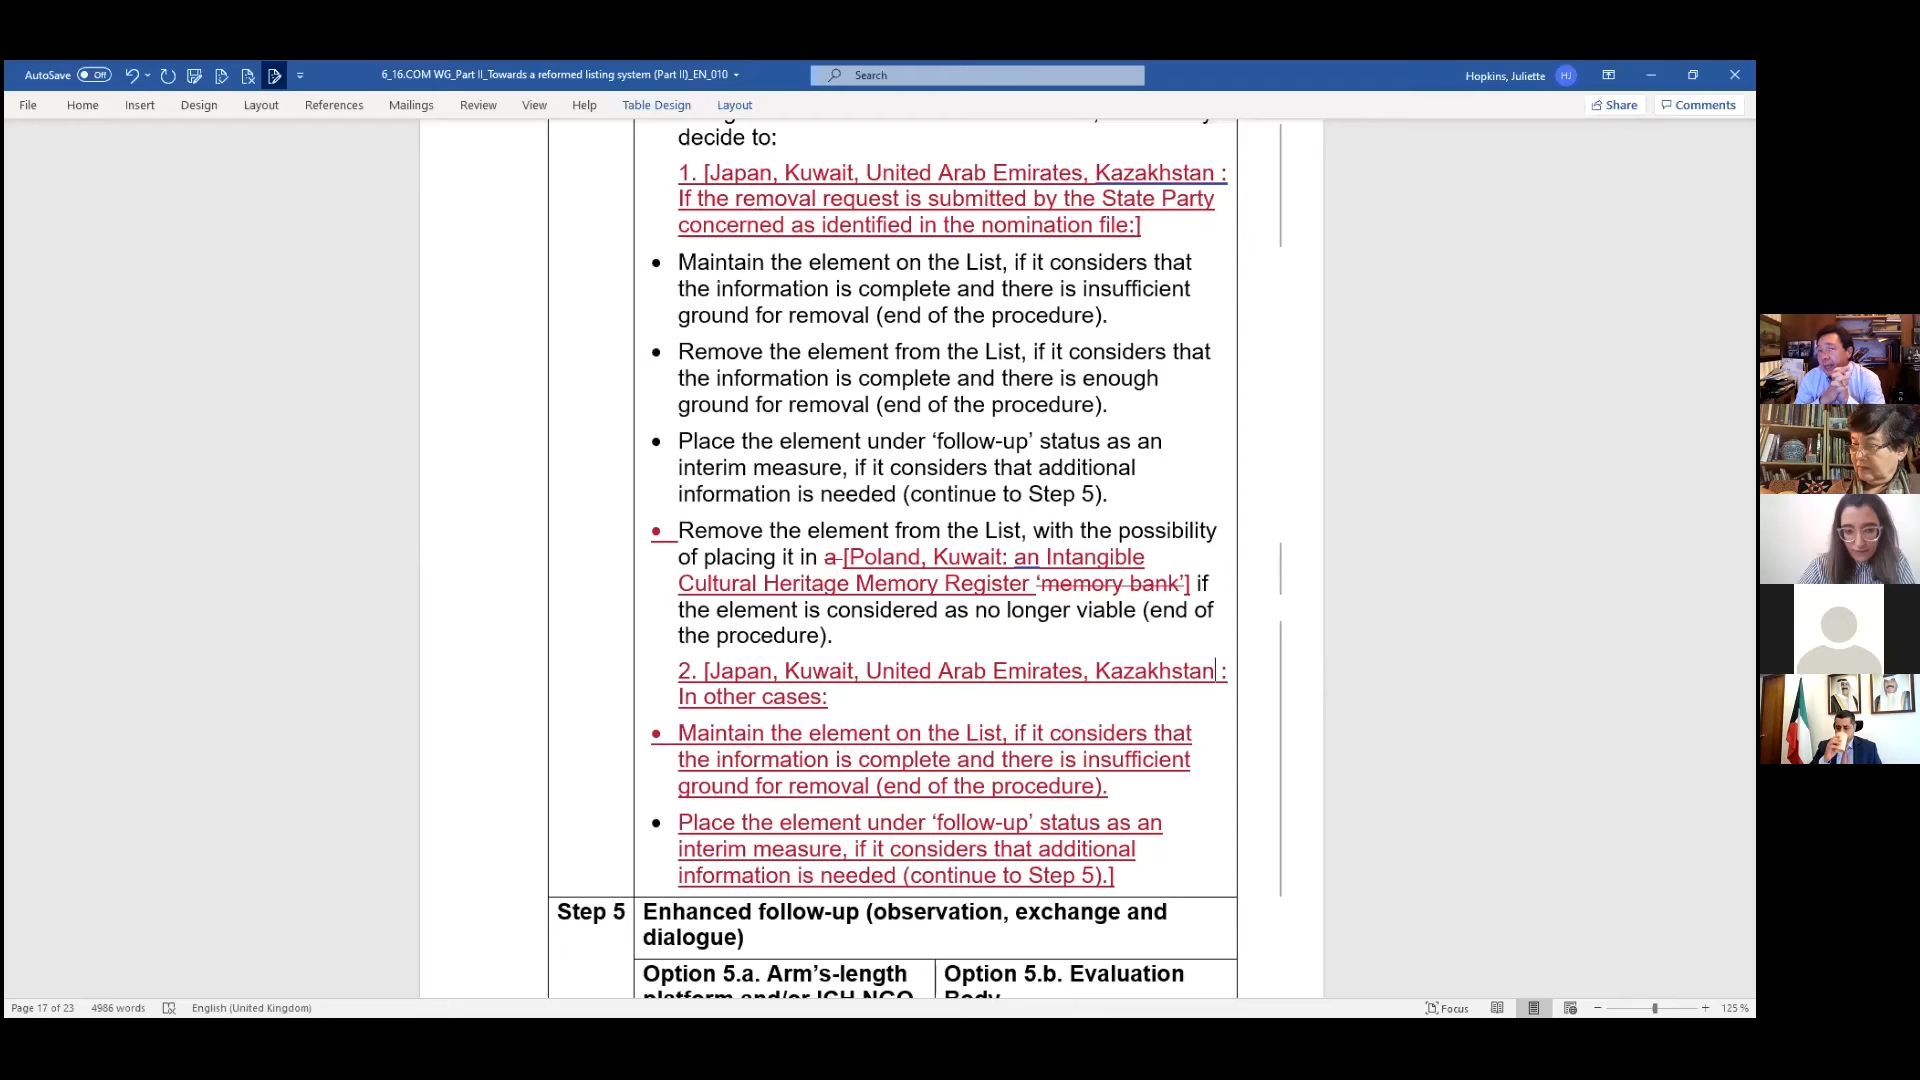 AutoSave Off 6_16.COM WG_Part II_Towards a reformed listing system (Part II)_EN_010 Search Hopkins, Juliette HJ
File Home Insert Design Layout References Mailings Review View Help Table Design Layout Share Comments
decide to:
1. [Japan, Kuwait, United Arab Emirates, Kazakhstan :
If the removal request is submitted by the State Party
concerned as identified in the nomination file:]
• Maintain the element on the List, if it considers that
the information is complete and there is insufficient
ground for removal (end of the procedure).
• Remove the element from the List, if it considers that
the information is complete and there is enough
ground for removal (end of the procedure).
• Place the element under ‘follow-up’ status as an
interim measure, if it considers that additional
information is needed (continue to Step 5).
• Remove the element from the List, with the possibility
of placing it in a [Poland, Kuwait: an Intangible
Cultural Heritage Memory Register ‘memory bank’] if
the element is considered as no longer viable (end of
the procedure).
2. [Japan, Kuwait, United Arab Emirates, Kazakhstan :
In other cases:
• Maintain the element on the List, if it considers that
the information is complete and there is insufficient
ground for removal (end of the procedure).
• Place the element under ‘follow-up’ status as an
interim measure, if it considers that additional
information is needed (continue to Step 5).]
Step 5 Enhanced follow-up (observation, exchange and
dialogue)
Option 5.a. Arm’s-length Option 5.b. Evaluation
platform and/or ICH NGO Body
Page 17 of 23 4986 words English (United Kingdom) Focus 125 %